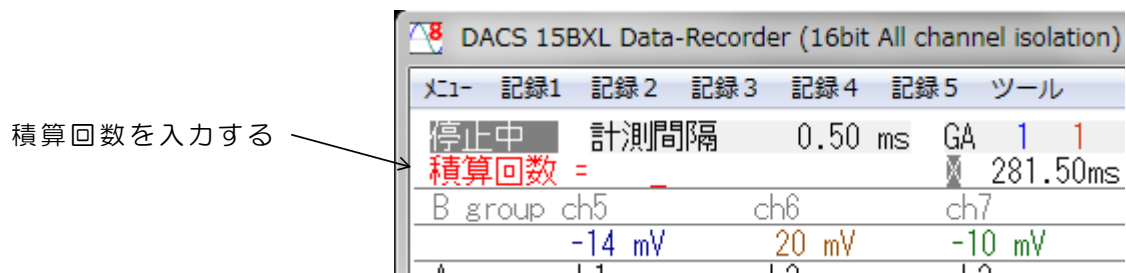 DACS 15BXL Data-Recorder (16bit All channel isolation)
ﾒﾆｭｰ 記録1 記録2 記録3 記録4 記録5 ツール
積算回数を入力する
停止中 計測間隔 0.50 ms GA 1 1
積算回数 = _ M 281.50ms
B group ch5 ch6 ch7
-14 mV 20 mV -10 mV